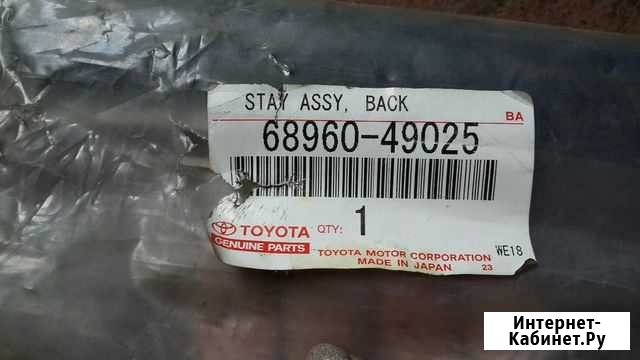 STAY ASSY, BACK
BA
68960-49025
TOYOTA QTY: 1
GENUINE PARTS
TOYOTA MOTOR CORPORATION WE18
MADE IN JAPAN 23
Интернет-
Кабинет.Ру